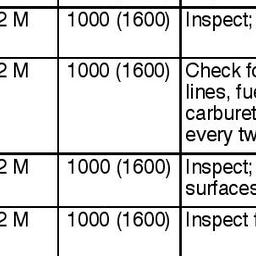 2 M 1000 (1600) Inspect;
2 M 1000 (1600) Check fo
lines, fue
carburet
every tw
2 M 1000 (1600) Inspect;
surfaces
2 M 1000 (1600) Inspect f